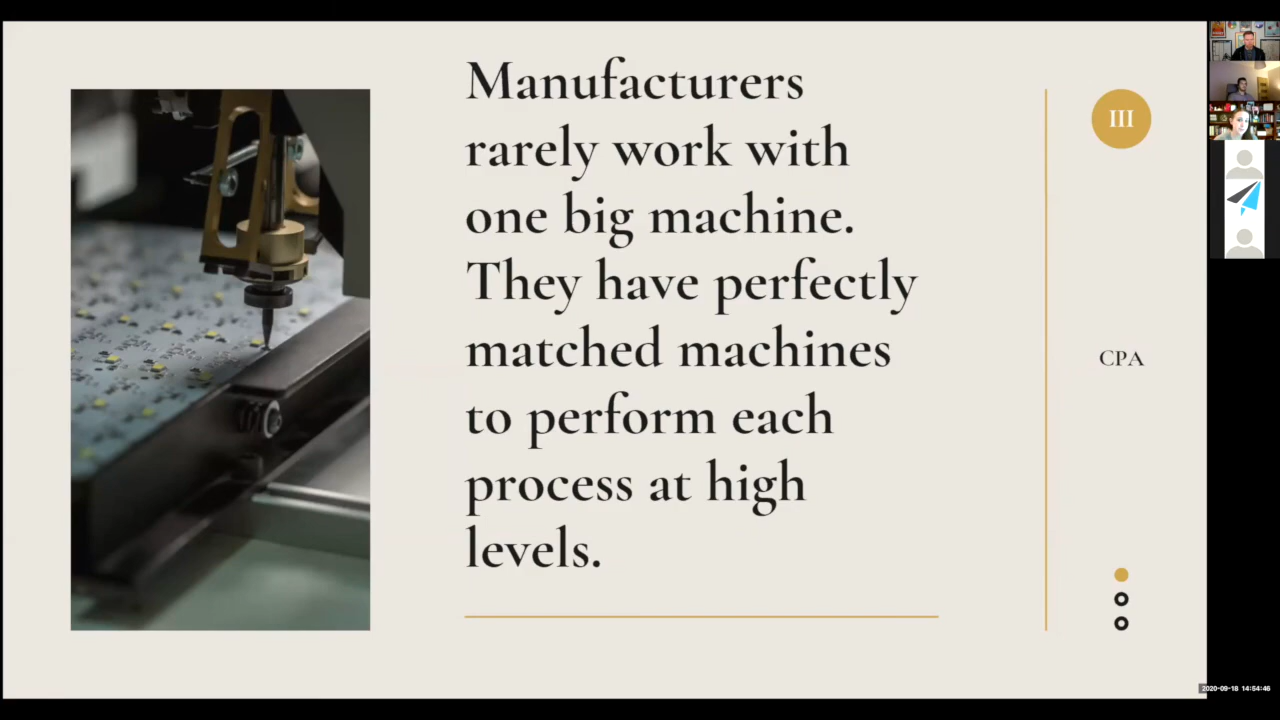 Manufacturers
rarely work with
one big machine.
They have perfectly
matched machines
to perform each
process at high
levels.
III
CPA
2020-09-18 14:54:46